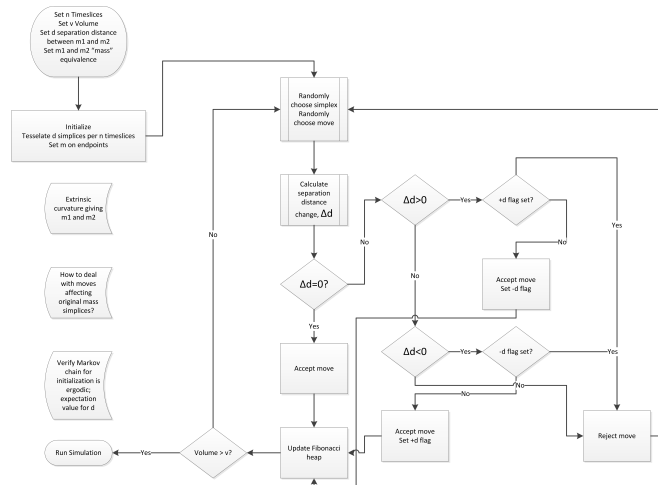 Set n Timeslices
Set v Volume
Set d separation distance
between m1 and m2
Set m1 and m2 "mass"
equivalence
Initialize
Tesselate d simplices per n timeslices
Set m on endpoints
Extrinsic
curvature giving
m1 and m2
How to deal
with moves
affecting
original mass
simplices?
Verify Markov
chain for
initialization is
ergodic;
expectation
value for d
Run Simulation
Yes
Volume > v?
No
Randomly
choose simplex
Randomly
choose move
Calculate
separation
distance
change, Δd
Δd=0?
No
Yes
Accept move
Update Fibonacci
heap
Δd>0
Yes
+d flag set?
Yes
No
Accept move
Set -d flag
No
Δd<0
Yes
-d flag set?
Yes
No
No
Accept move
Set +d flag
Reject move